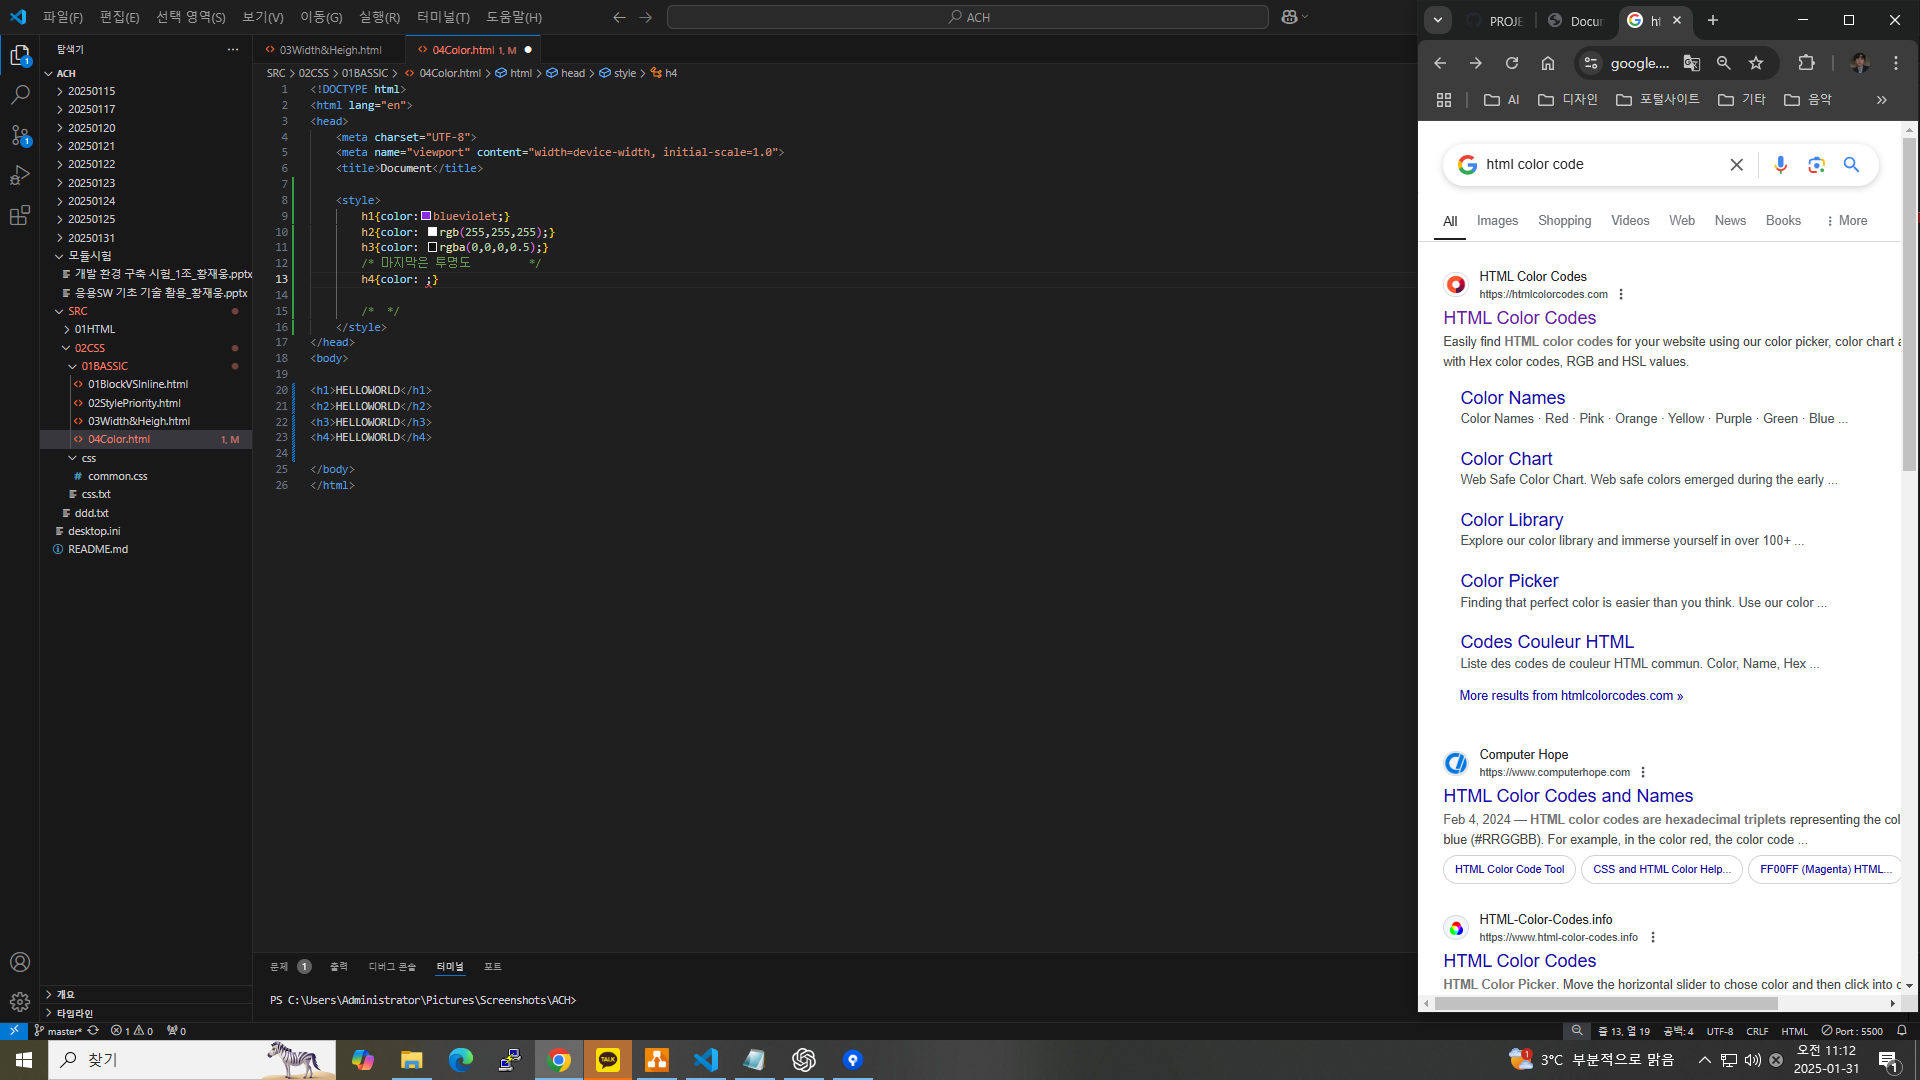 파일(F) 편집(E) 선택 영역(S) 보기(V) 이동(G) 실행(R) 터미널(T) 도움말(H)
ACH
탐색기
ACH
20250115
20250117
20250120
20250121
20250122
20250123
20250124
20250125
20250131
모듈시험
개발 환경 구축 시험_1조_황재웅.pptx
응용SW 기초 기술 활용_황재웅.pptx
SRC
01HTML
02CSS
01BASSIC
01BlockVSInline.html
02StylePriority.html
03Width&Heigh.html
04Color.html 1, M
css
# common.css
css.txt
ddd.txt
desktop.ini
README.md
개요
타임라인
03Width&Heigh.html 04Color.html 1, M
SRC > 02CSS > 01BASSIC > 04Color.html > html > head > style > h4
1 <!DOCTYPE html>
2 <html lang="en">
3 <head>
4 <meta charset="UTF-8">
5 <meta name="viewport" content="width=device-width, initial-scale=1.0">
6 <title>Document</title>
7
8 <style>
9 h1{color: blueviolet;}
10 h2{color: rgb(255,255,255);}
11 h3{color: rgba(0,0,0,0.5);}
12 /* 마지막은 투명도 */
13 h4{color: ;}
14
15 /* */
16 </style>
17 </head>
18 <body>
19
20 <h1>HELLOWORLD</h1>
21 <h2>HELLOWORLD</h2>
22 <h3>HELLOWORLD</h3>
23 <h4>HELLOWORLD</h4>
24
25 </body>
26 </html>
문제 1 출력 디버그 콘솔 터미널 포트
PS C:\Users\Administrator\Pictures\Screenshots\ACH>
master* 1 0 0
줄 13, 열 19 공백: 4 UTF-8 CRLF HTML Port : 5500
PROJE Docur
google....
AI 디자인 포털사이트 기타 음악
html color code
All Images Shopping Videos Web News Books More
HTML Color Codes
https://htmlcolorcodes.com
HTML Color Codes
Easily find HTML color codes for your website using our color picker, color chart
with Hex color codes, RGB and HSL values.
Color Names
Color Names · Red · Pink · Orange · Yellow · Purple · Green · Blue ...
Color Chart
Web Safe Color Chart. Web safe colors emerged during the early ...
Color Library
Explore our color library and immerse yourself in over 100+ ...
Color Picker
Finding that perfect color is easier than you think. Use our color ...
Codes Couleur HTML
Liste des codes de couleur HTML commun. Color, Name, Hex ...
More results from htmlcolorcodes.com »
Computer Hope
https://www.computerhope.com
HTML Color Codes and Names
Feb 4, 2024 — HTML color codes are hexadecimal triplets representing the
blue (#RRGGBB). For example, in the color red, the color code ...
HTML Color Code Tool CSS and HTML Color Help... FF00FF (Magenta) HTML...
HTML-Color-Codes.info
https://www.html-color-codes.info
HTML Color Codes
HTML Color Picker. Move the horizontal slider to chose color and then click into
찾기
TALK
3°C 부분적으로 맑음
오전 11:12
2025-01-31